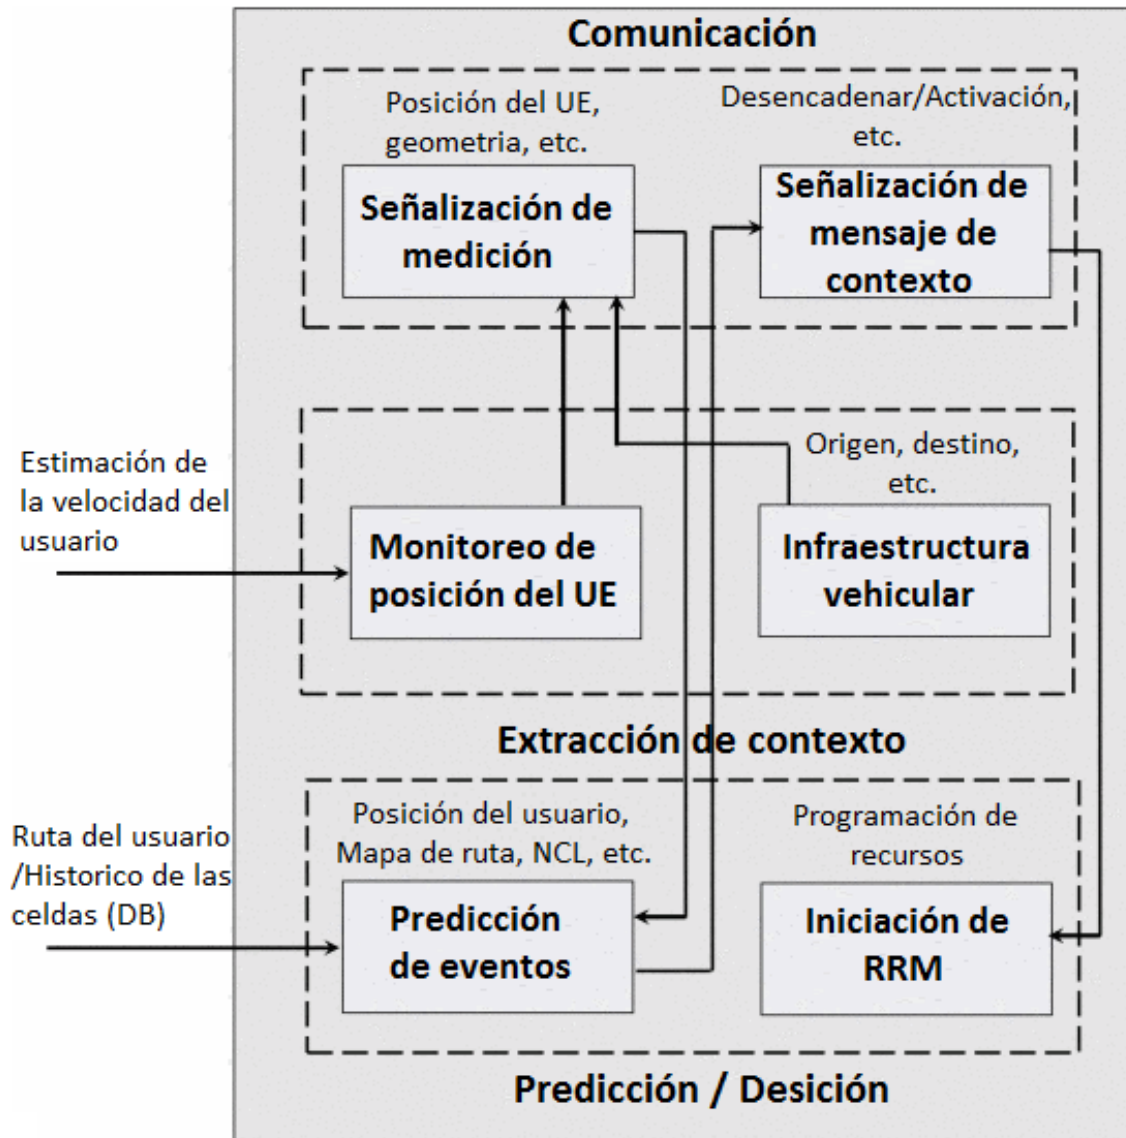 Comunicación
Posición del UE,
geometria, etc.
Desencadenar/Activación,
etc.
Señalización de
medición
Señalización de
mensaje de
contexto
Estimación de
la velocidad del
usuario
Origen, destino,
etc.
Monitoreo de
posición del UE
Infraestructura
vehicular
Extracción de contexto
Ruta del usuario
/Historico de las
celdas (DB)
Posición del usuario,
Mapa de ruta, NCL, etc.
Programación de
recursos
Predicción
de eventos
Iniciación de
RRM
Predicción / Desición